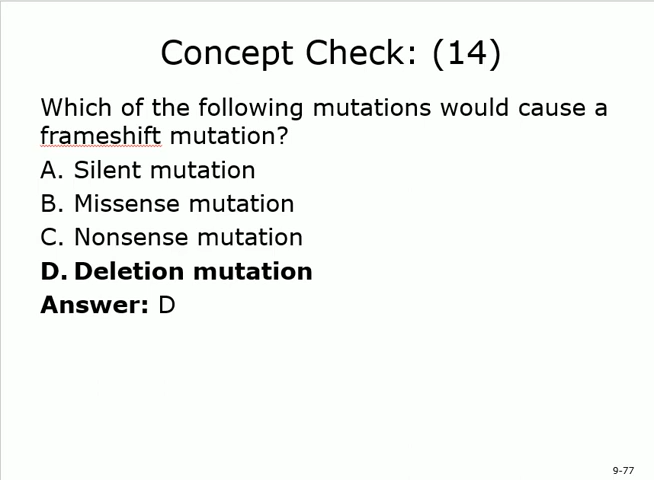 Concept Check: (14)
Which of the following mutations would cause a
frameshift mutation?
A. Silent mutation
B. Missense mutation
C. Nonsense mutation
D. Deletion mutation
Answer: D
9-77